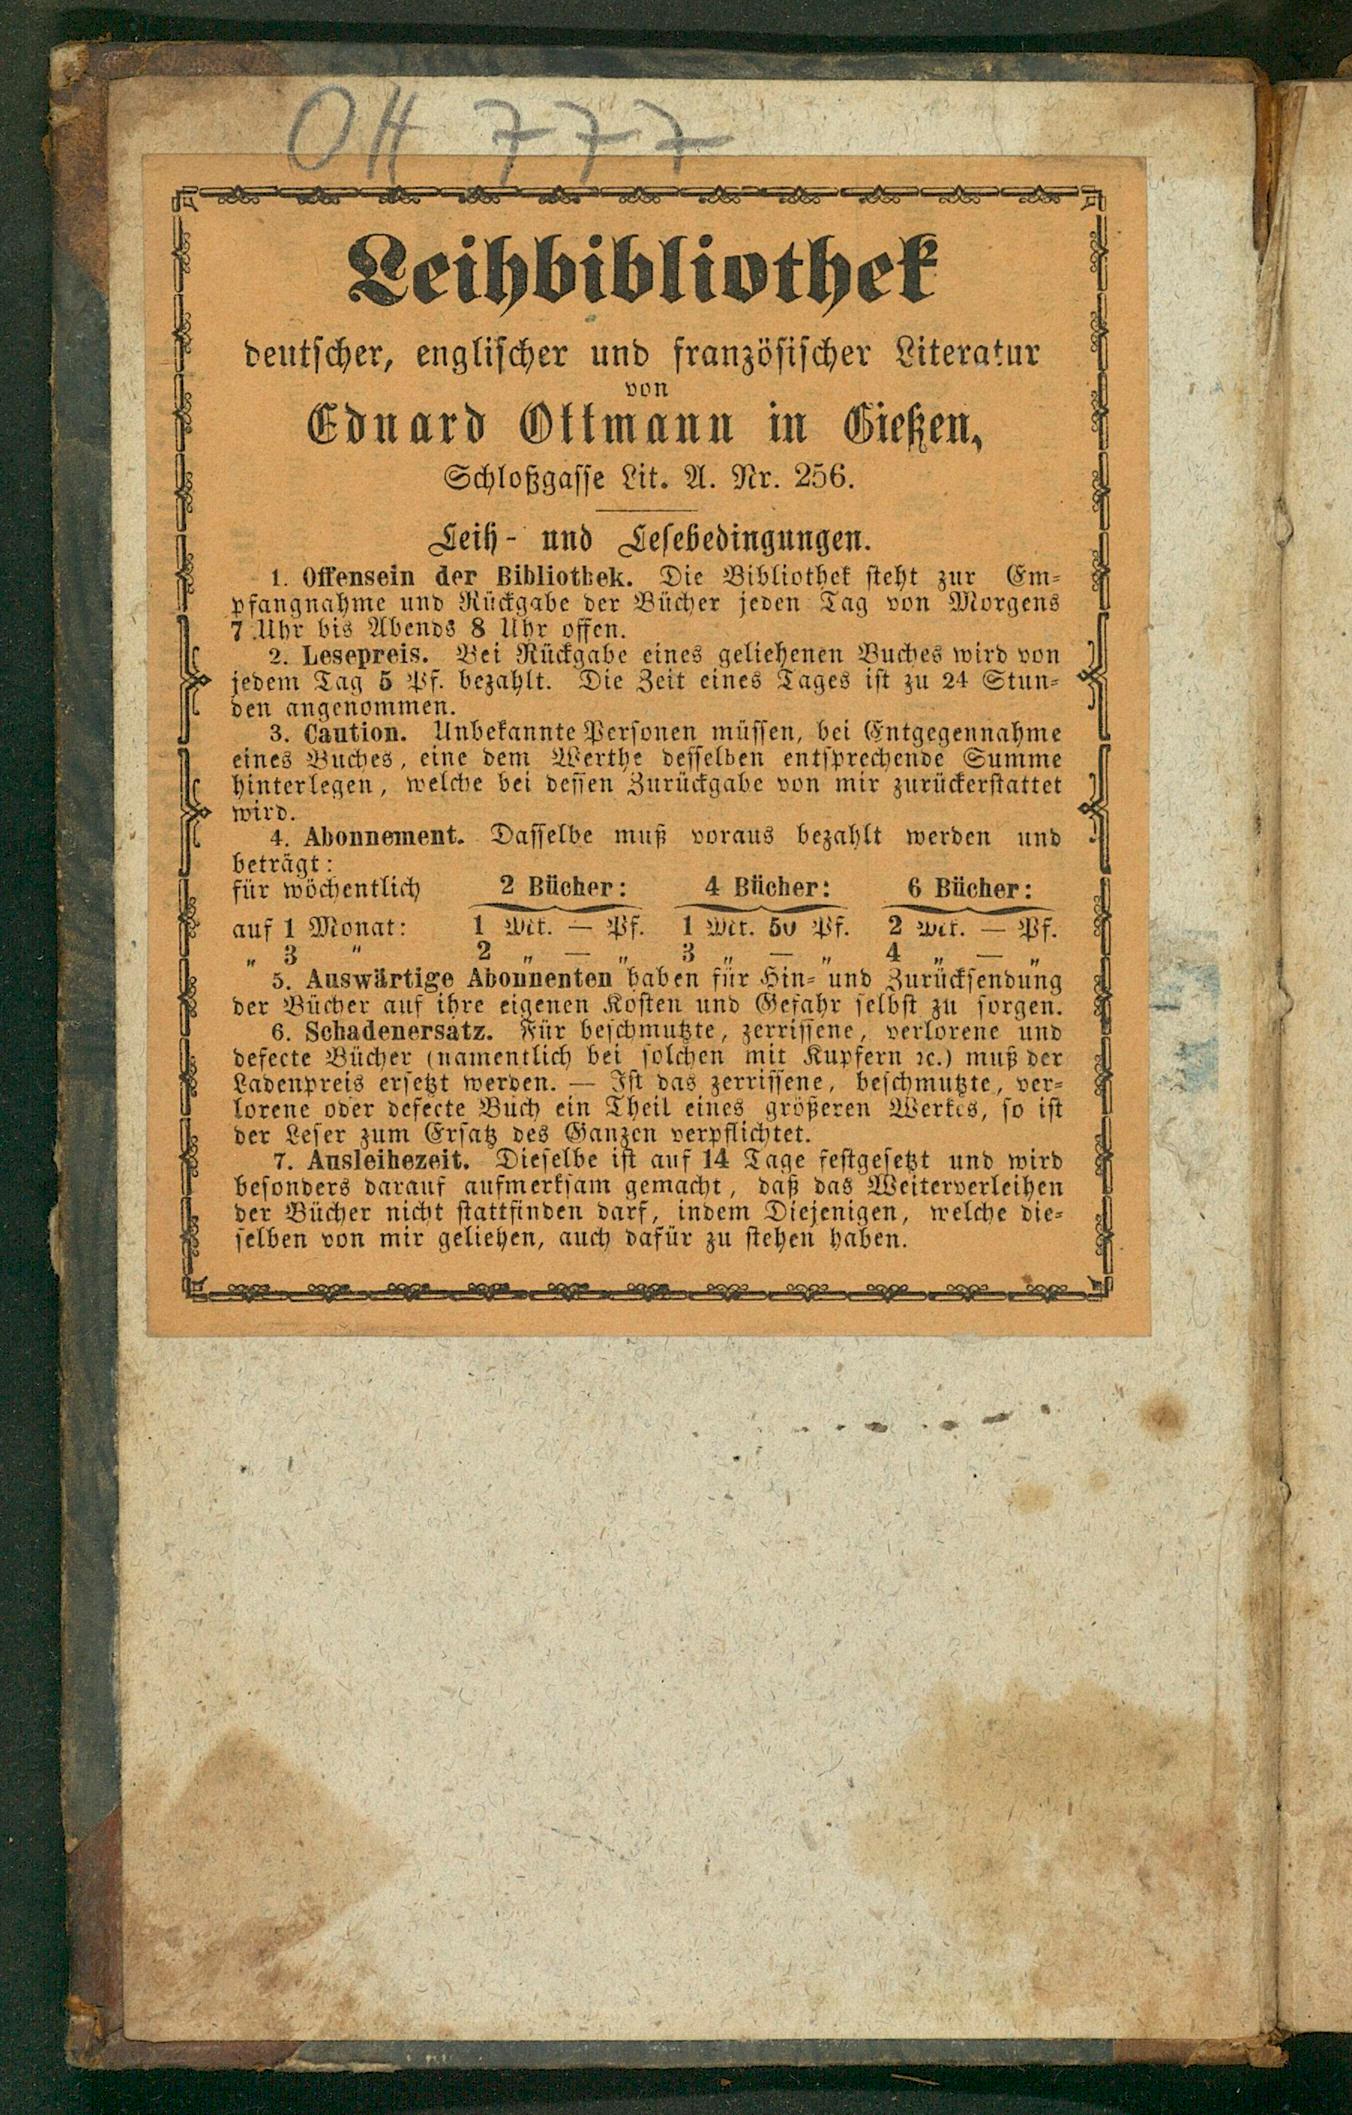 OH 777
Leihbibliothek
deutscher, englischer und französischer Literatur
von
Eduard Ottmann in Gießen,
Schloßgasse Lit. A. Nr. 256.
Leih- und Lesebedingungen.
1. Offensein der Bibliothek. Die Bibliothek steht zur Em-
pfangnahme und Rückgabe der Bücher jeden Tag von Morgens
7 Uhr bis Abends 8 Uhr offen.
2. Lesepreis. Bei Rückgabe eines geliehenen Buches wird von
jedem Tag 5 Pf. bezahlt. Die Zeit eines Tages ist zu 24 Stun-
den angenommen.
3. Caution. Unbekannte Personen müssen, bei Entgegennahme
eines Buches, eine dem Werthe desselben entsprechende Summe
hinterlegen, welche bei dessen Zurückgabe von mir zurückerstattet
wird.
4. Abonnement. Dasselbe muß voraus bezahlt werden und
beträgt:
für wöchentlich 2 Bücher: 4 Bücher: 6 Bücher:
auf 1 Monat: 1 Mk. — Pf. 1 Mk. 50 Pf. 2 Mk. — Pf.
„ 3 „ 2 „ — „ 3 „ — „ 4 „ — „
5. Auswärtige Abonnenten haben für Hin- und Zurücksendung
der Bücher auf ihre eigenen Kosten und Gefahr selbst zu sorgen.
6. Schadenersatz. Für beschmutzte, zerrissene, verlorene und
defecte Bücher (namentlich bei solchen mit Kupfern ꝛc.) muß der
Ladenpreis ersetzt werden. — Ist das zerrissene, beschmutzte, ver-
lorene oder defecte Buch ein Theil eines größeren Werkes, so ist
der Leser zum Ersatz des Ganzen verpflichtet.
7. Ausleihezeit. Dieselbe ist auf 14 Tage festgesetzt und wird
besonders darauf aufmerksam gemacht, daß das Weiterverleihen
der Bücher nicht stattfinden darf, indem Diejenigen, welche die-
selben von mir geliehen, auch dafür zu stehen haben.